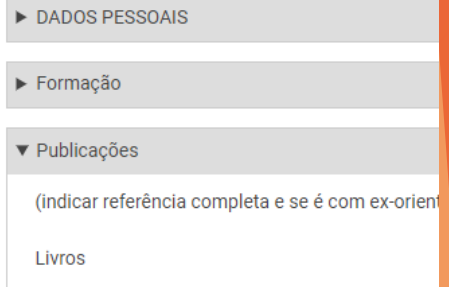 DADOS PESSOAIS
Formação
Publicações
(indicar referência completa e se é com ex-orient
Livros